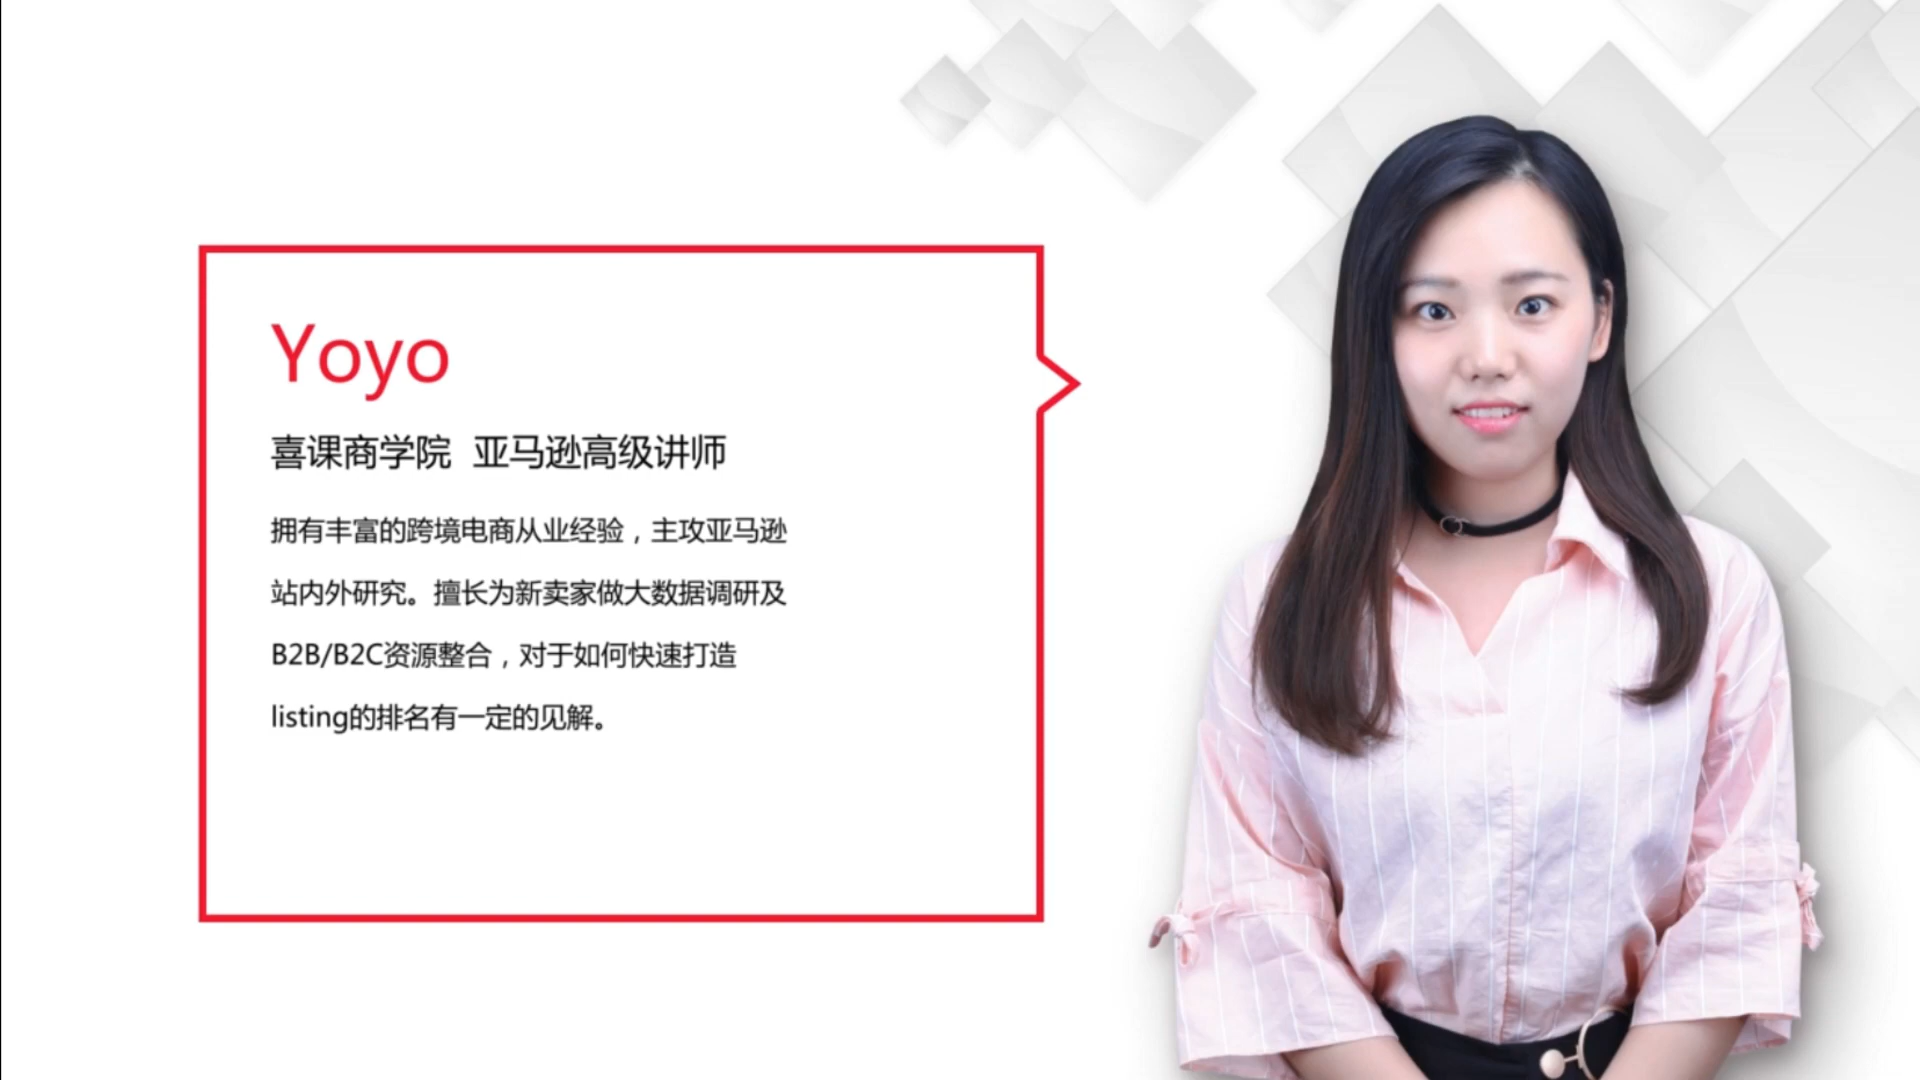 Yoyo
喜课商学院 亚马逊高级讲师
拥有丰富的跨境电商从业经验，主攻亚马逊
站内外研究。擅长为新卖家做大数据调研及
B2B/B2C资源整合，对于如何快速打造
listing的排名有一定的见解。